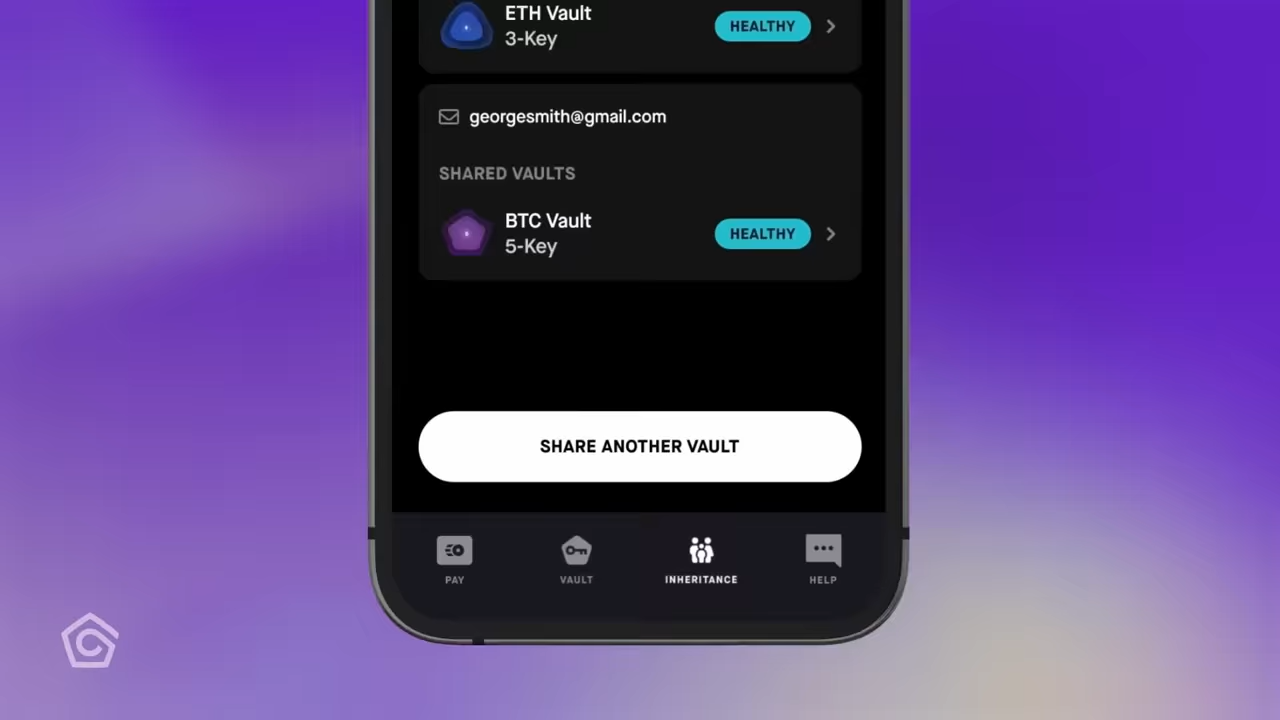 ETH Vault
3-Key
HEALTHY
georgesmith@gmail.com
SHARED VAULTS
BTC Vault
5-Key
HEALTHY
SHARE ANOTHER VAULT
PAY
VAULT
INHERITANCE
HELP